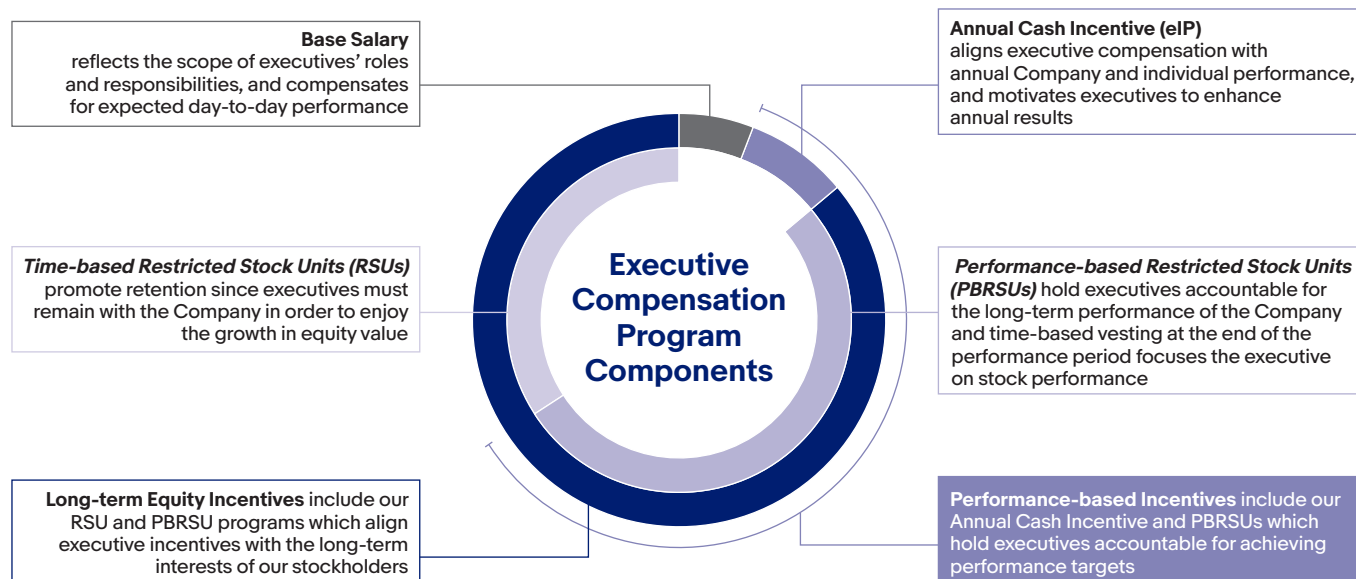 Base Salary
reflects the scope of executives’ roles
and responsibilities, and compensates
for expected day-to-day performance
Annual Cash Incentive (eIP)
aligns executive compensation with
annual Company and individual performance,
and motivates executives to enhance
annual results
Executive
Compensation
Program
Components
Time-based Restricted Stock Units (RSUs)
promote retention since executives must
remain with the Company in order to enjoy
the growth in equity value
Performance-based Restricted Stock Units
(PBRSUs) hold executives accountable for
the long-term performance of the Company
and time-based vesting at the end of the
performance period focuses the executive
on stock performance
Long-term Equity Incentives include our
RSU and PBRSU programs which align
executive incentives with the long-term
interests of our stockholders
Performance-based Incentives include our
Annual Cash Incentive and PBRSUs which
hold executives accountable for achieving
performance targets